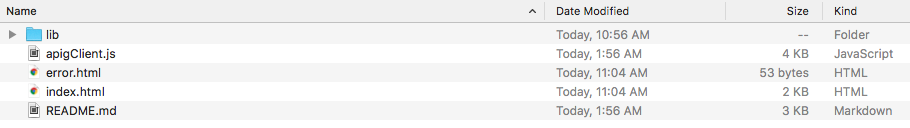 Name Date Modified Size Kind
lib Today, 10:56 AM -- Folder
apigClient.js Today, 1:56 AM 4 KB JavaScript
error.html Today, 11:04 AM 53 bytes HTML
index.html Today, 11:04 AM 2 KB HTML
README.md Today, 1:56 AM 3 KB Markdown